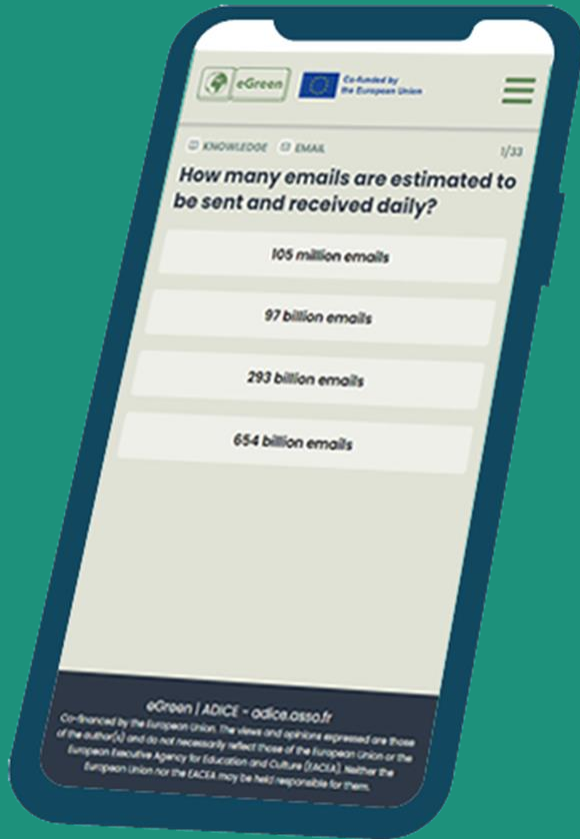 eGreen
Co-funded by
the European Union
KNOWLEDGE EMAIL 1/33
How many emails are estimated to
be sent and received daily?
105 million emails
97 billion emails
293 billion emails
654 billion emails
eGreen | ADICE - adice.asso.fr
Co-financed by the European Union. The views and opinions expressed are those
of the author(s) and do not necessarily reflect those of the European Union or the
European Executive Agency for Education and Culture (EACEA). Neither the
European Union nor the EACEA may be held responsible for them.